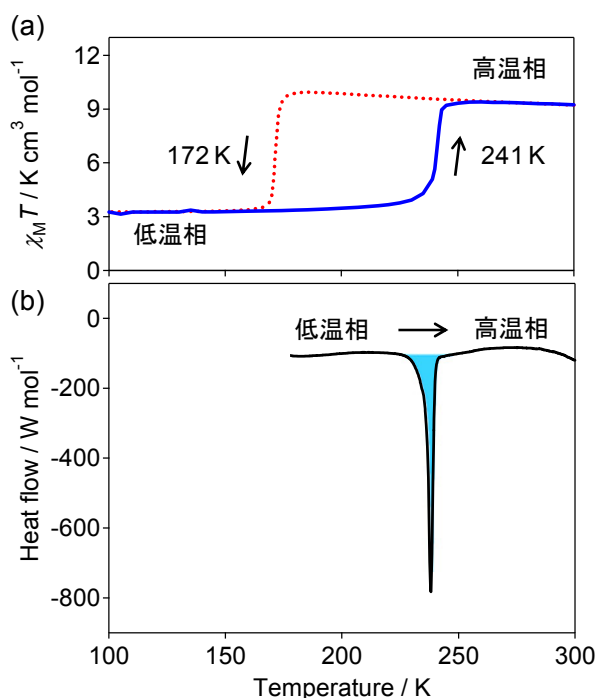 (a)
12
9
6
3
0
χM T / K cm³ mol⁻¹
高温相
172 K
241 K
低温相
(b)
0
-200
-400
-600
-800
Heat flow / W mol⁻¹
低温相 → 高温相
100 150 200 250 300
Temperature / K